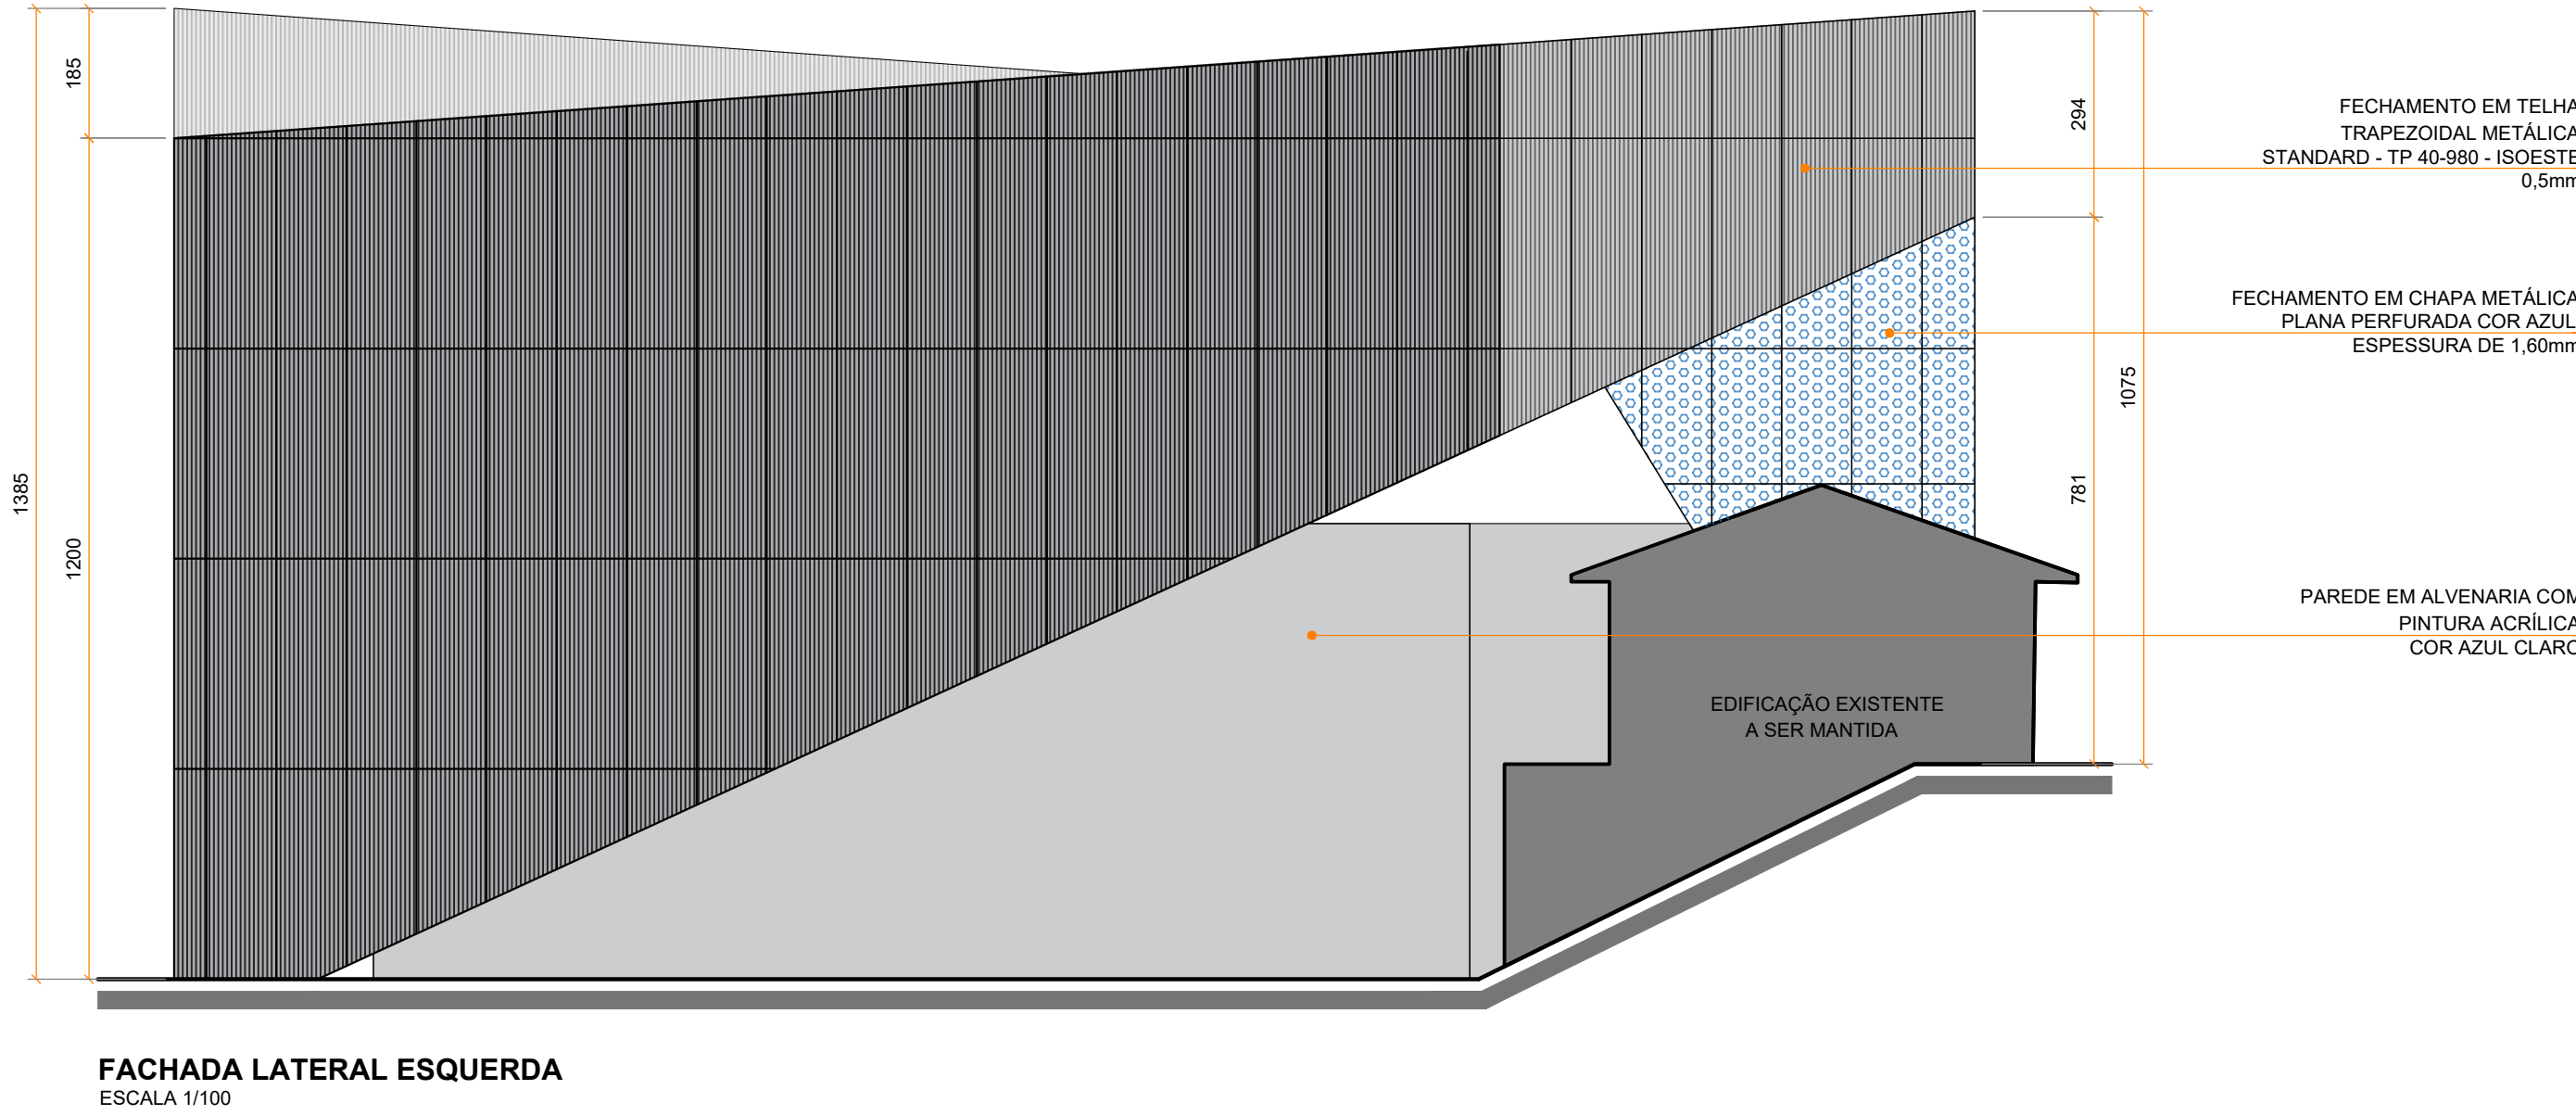 185
1385
1200
294
1075
781
FECHAMENTO EM TELHA
TRAPEZOIDAL METÁLICA
STANDARD - TP 40-980 - ISOESTE
0,5mm
FECHAMENTO EM CHAPA METÁLICA
PLANA PERFURADA COR AZUL
ESPESSURA DE 1,60mm
PAREDE EM ALVENARIA COM
PINTURA ACRÍLICA
COR AZUL CLARO
EDIFICAÇÃO EXISTENTE
A SER MANTIDA
FACHADA LATERAL ESQUERDA
ESCALA 1/100